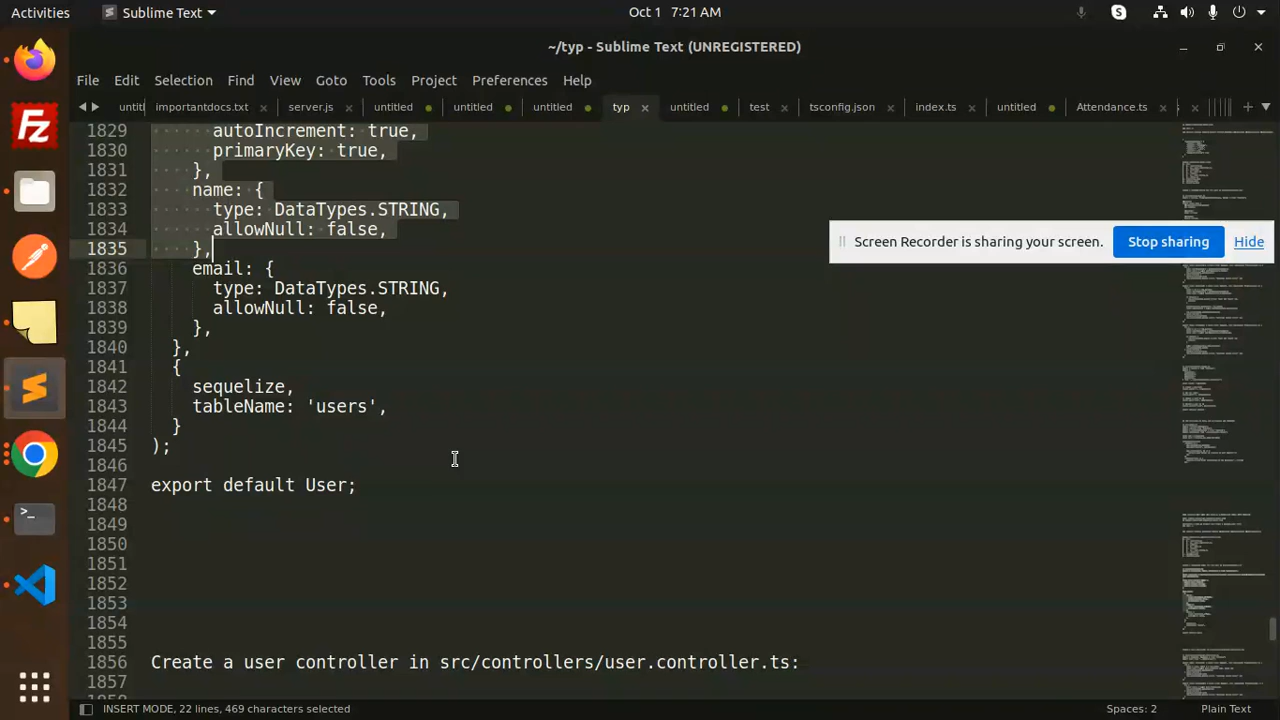 Activities
Sublime Text
Oct 1 7:21 AM
~/typ - Sublime Text (UNREGISTERED)
File Edit Selection Find View Goto Tools Project Preferences Help
untit importantdocs.txt server.js untitled untitled untitled typ untitled test tsconfig.json index.ts untitled Attendance.ts
1829 autoIncrement: true,
1830 primaryKey: true,
1831 },
1832 name: {
1833 type: DataTypes.STRING,
1834 allowNull: false,
1835 },
1836 email: {
1837 type: DataTypes.STRING,
1838 allowNull: false,
1839 },
1840 },
1841 {
1842 sequelize,
1843 tableName: 'users',
1844 }
1845 );
1846
1847 export default User;
1848
1849
1850
1851
1852
1853
1854
1855
1856 Create a user controller in src/controllers/user.controller.ts:
1857
Screen Recorder is sharing your screen. Stop sharing Hide
INSERT MODE, 22 lines, 469 characters selected
Spaces: 2
Plain Text